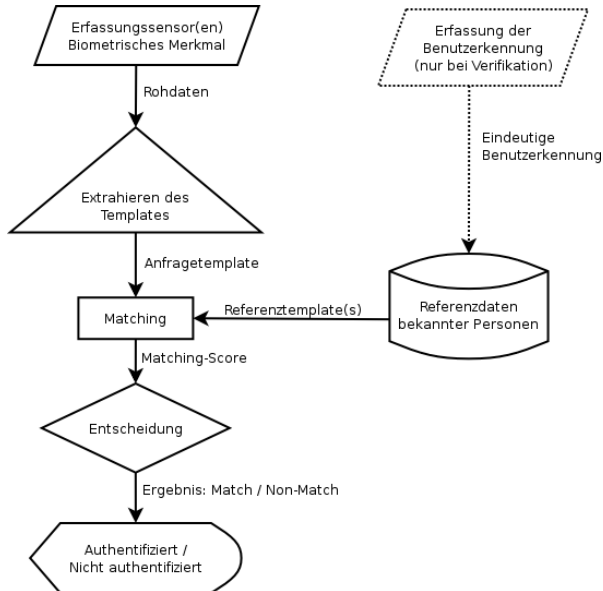 Erfassungssensor(en)
Biometrisches Merkmal
Rohdaten
Extrahieren des
Templates
Anfragetemplate
Matching
Matching-Score
Entscheidung
Ergebnis: Match / Non-Match
Authentifiziert /
Nicht authentifiziert
Erfassung der
Benutzerkennung
(nur bei Verifikation)
Eindeutige
Benutzerkennung
Referenzdaten
bekannter Personen
Referenztemplate(s)